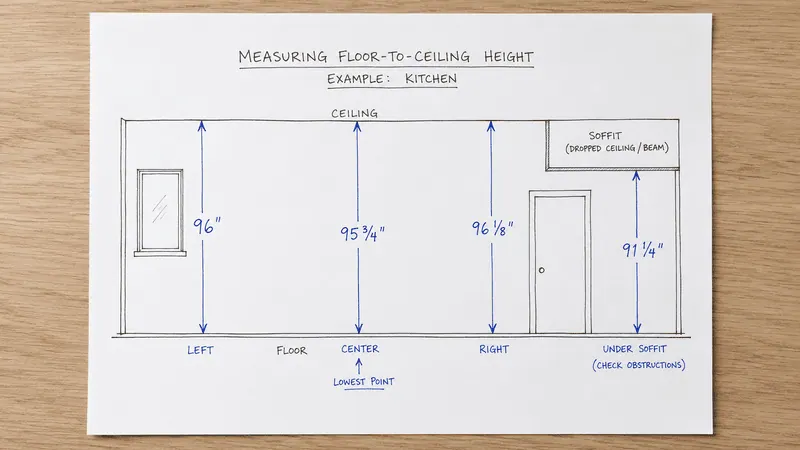 MEASURING FLOOR-TO-CEILING HEIGHT
EXAMPLE: KITCHEN
CEILING
SOFFIT
(DROPPED CEILING/BEAM)
96"
95 3/4"
96 1/8"
91 1/4"
LEFT
FLOOR
CENTER
RIGHT
UNDER SOFFIT
(CHECK OBSTRUCTIONS)
LOWEST POINT